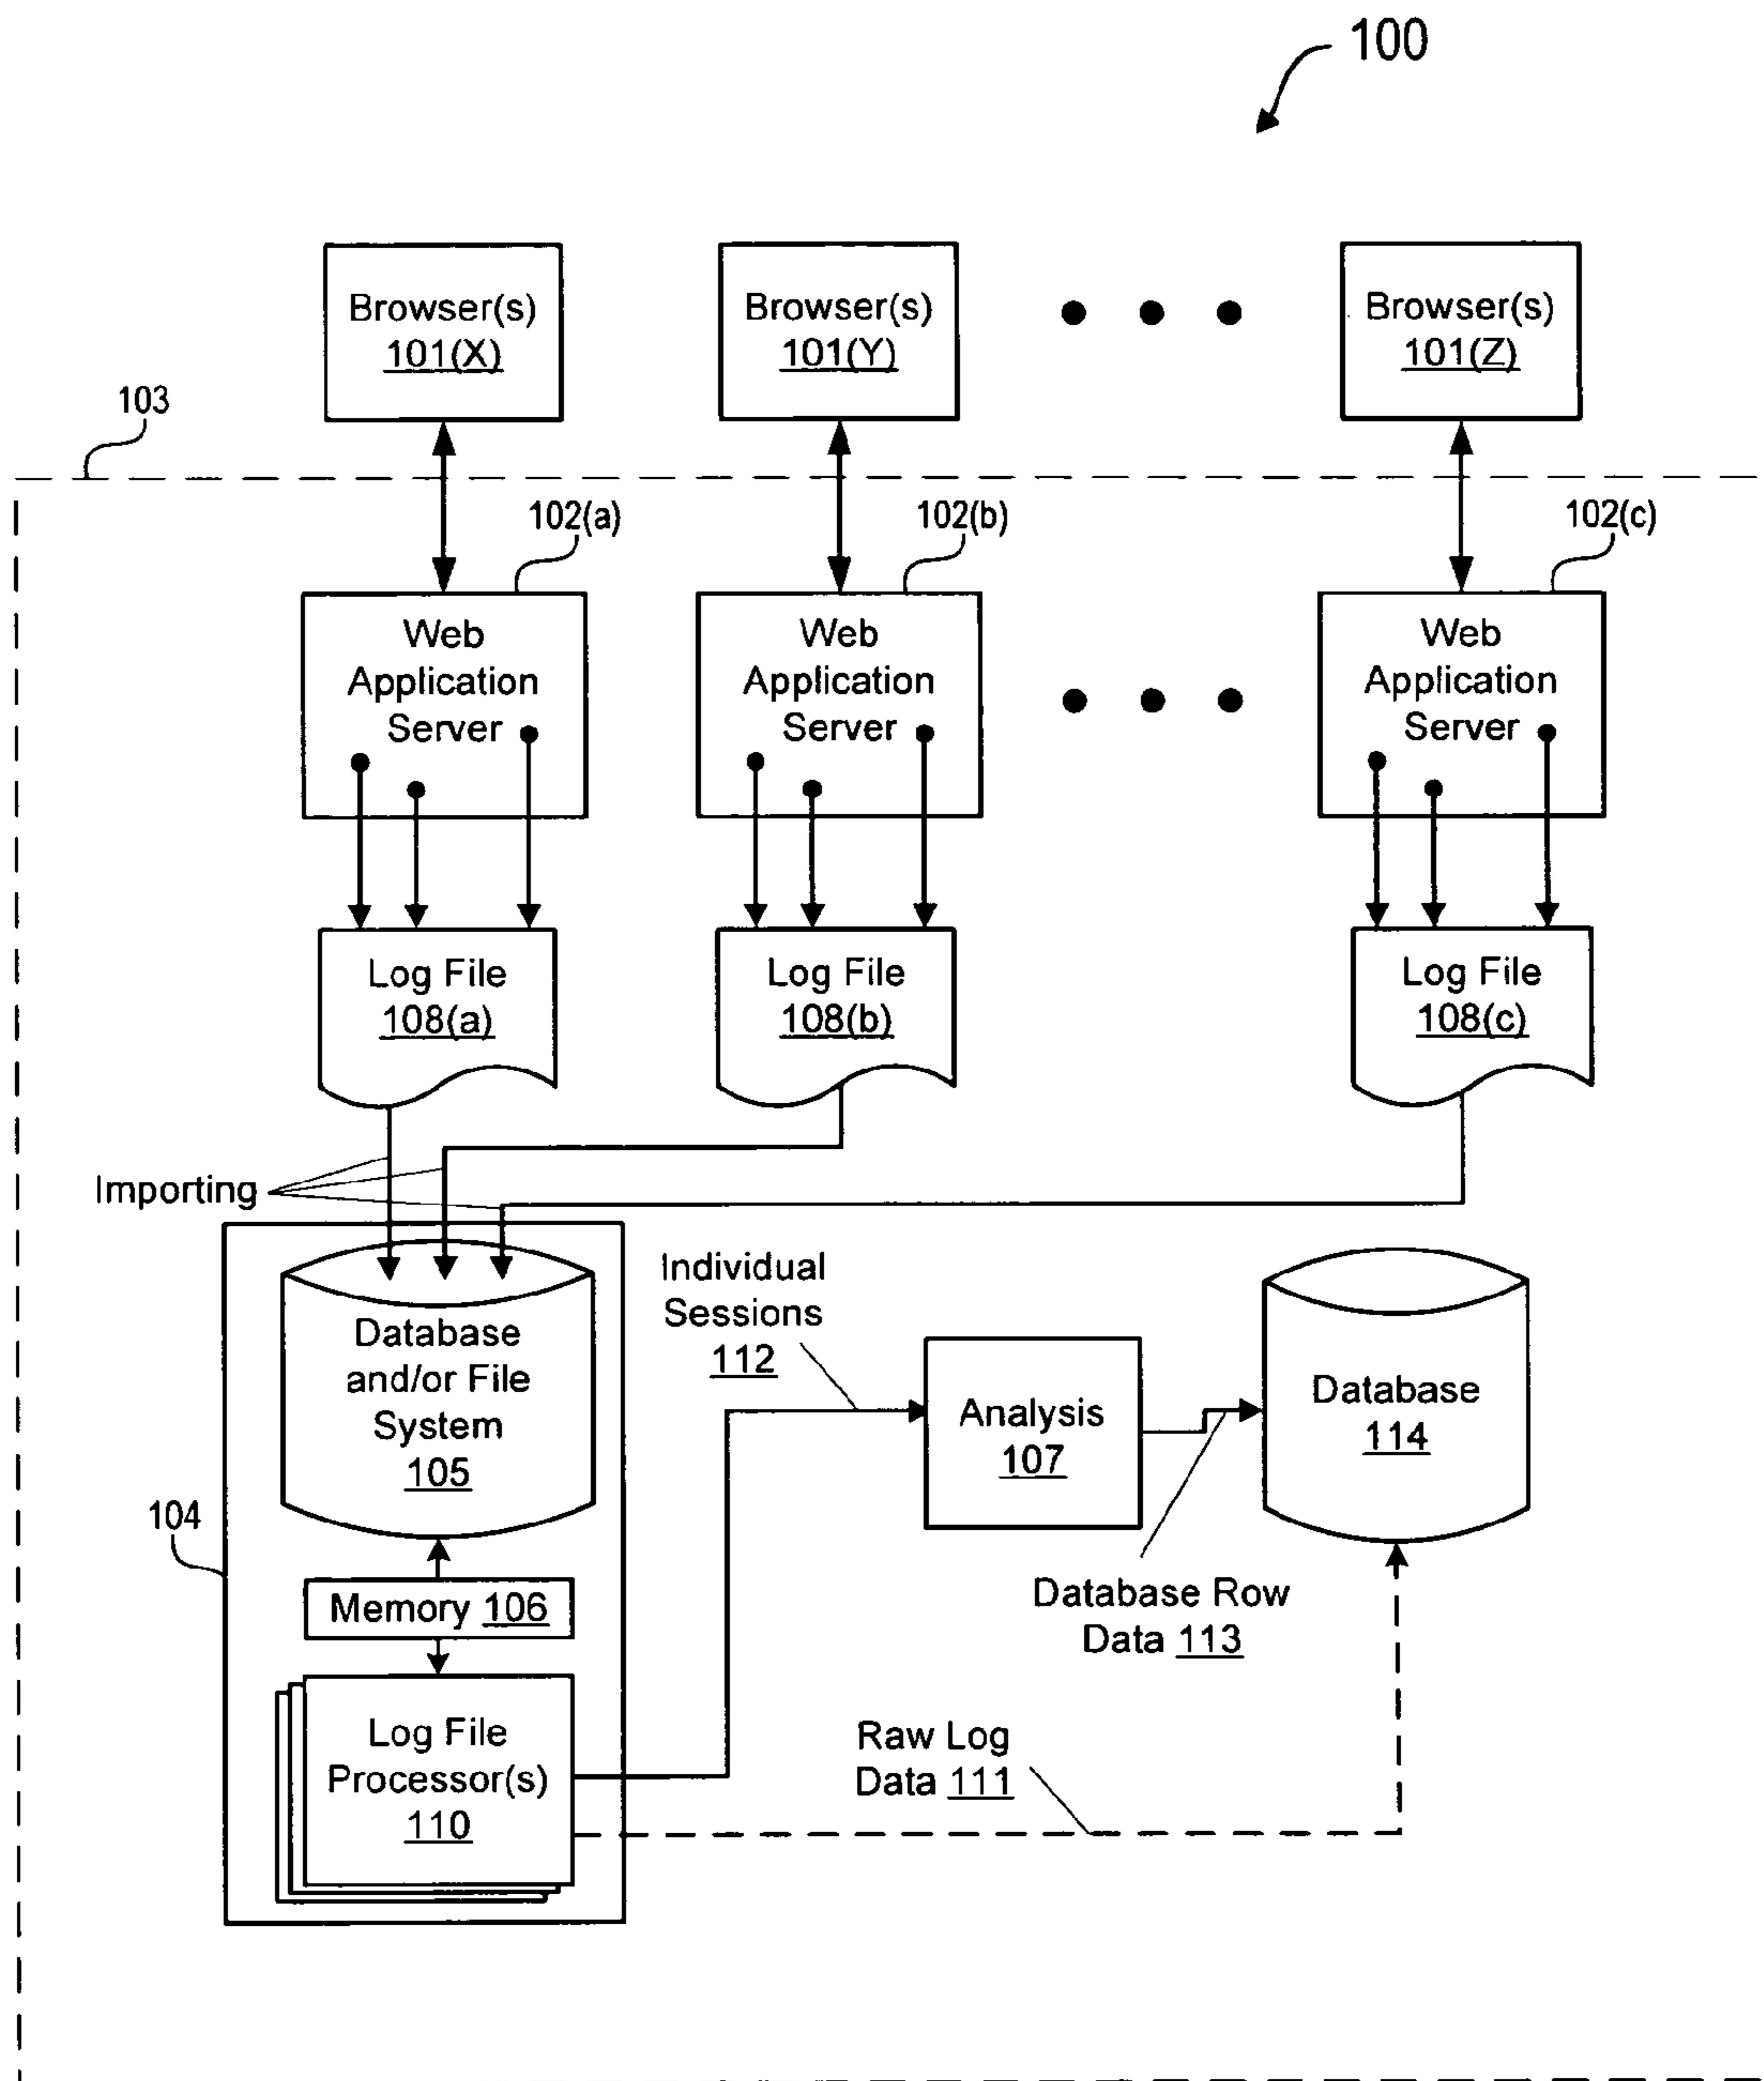 100
Browser(s)
101(X)
Browser(s)
101(Y)
Browser(s)
101(Z)
103
102(a)
102(b)
102(c)
Web
Application
Server
Web
Application
Server
Web
Application
Server
Log File
108(a)
Log File
108(b)
Log File
108(c)
Importing
Database
and/or File
System
105
Individual
Sessions
112
Analysis
107
Database
114
104
Memory 106
Database Row
Data 113
Log File
Processor(s)
110
Raw Log
Data 111